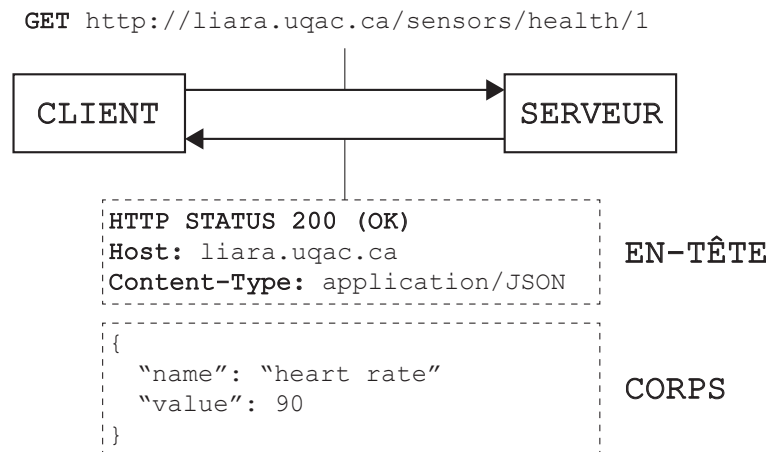 GET http://liara.uqac.ca/sensors/health/1
CLIENT
SERVEUR
HTTP STATUS 200 (OK)
Host: liara.uqac.ca
Content-Type: application/JSON
EN-TÊTE
{
“name”: “heart rate”
“value”: 90
}
CORPS